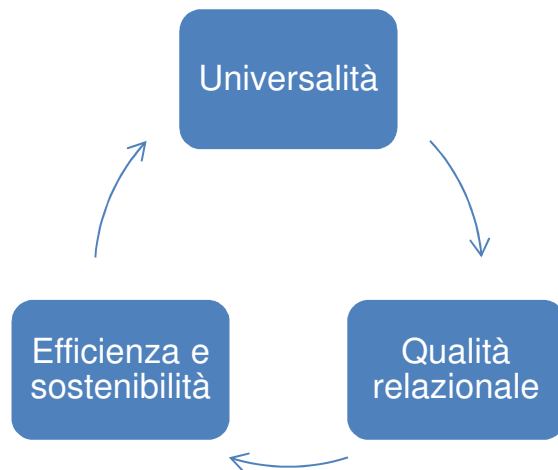 Universalità
Efficienza e
sostenibilità
Qualità
relazionale